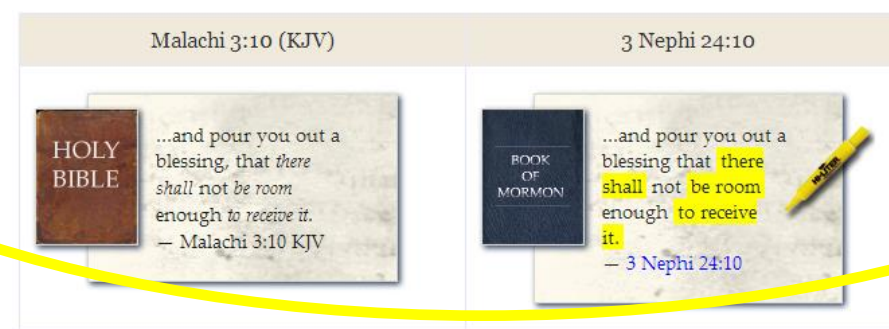 Malachi 3:10 (KJV)
3 Nephi 24:10
HOLY
BIBLE
...and pour you out a
blessing, that there
shall not be room
enough to receive it.
— Malachi 3:10 KJV
BOOK
OF
MORMON
...and pour you out a
blessing that there
shall not be room
enough to receive
it.
— 3 Nephi 24:10